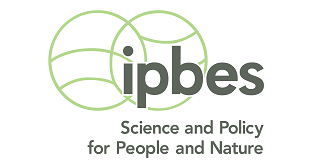 ipbes
Science and Policy
for People and Nature